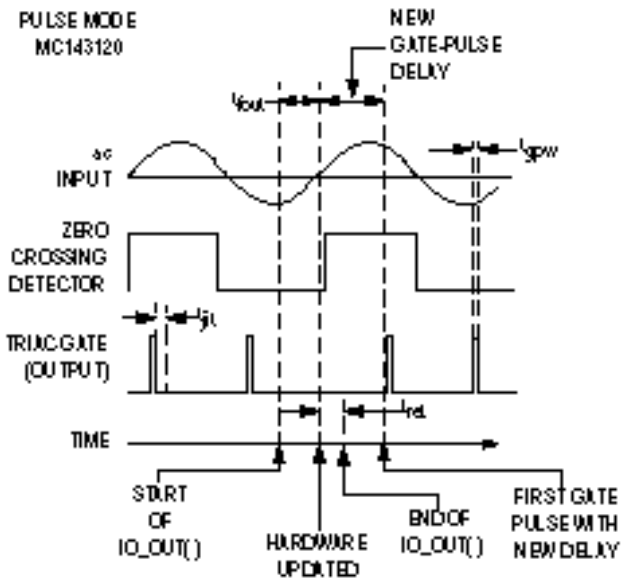 PULSE MODE
MC143120
NEW
GATE-PULSE
DELAY
tfout
ac
INPUT
tgpw
ZERO
CROSSING
DETECTOR
tjit
TRIAC GATE
(OUTPUT)
tret
TIME
START
OF
IO_OUT( )
HARDWARE
UPDATED
END OF
IO_OUT( )
FIRST GATE
PULSE WITH
NEW DELAY